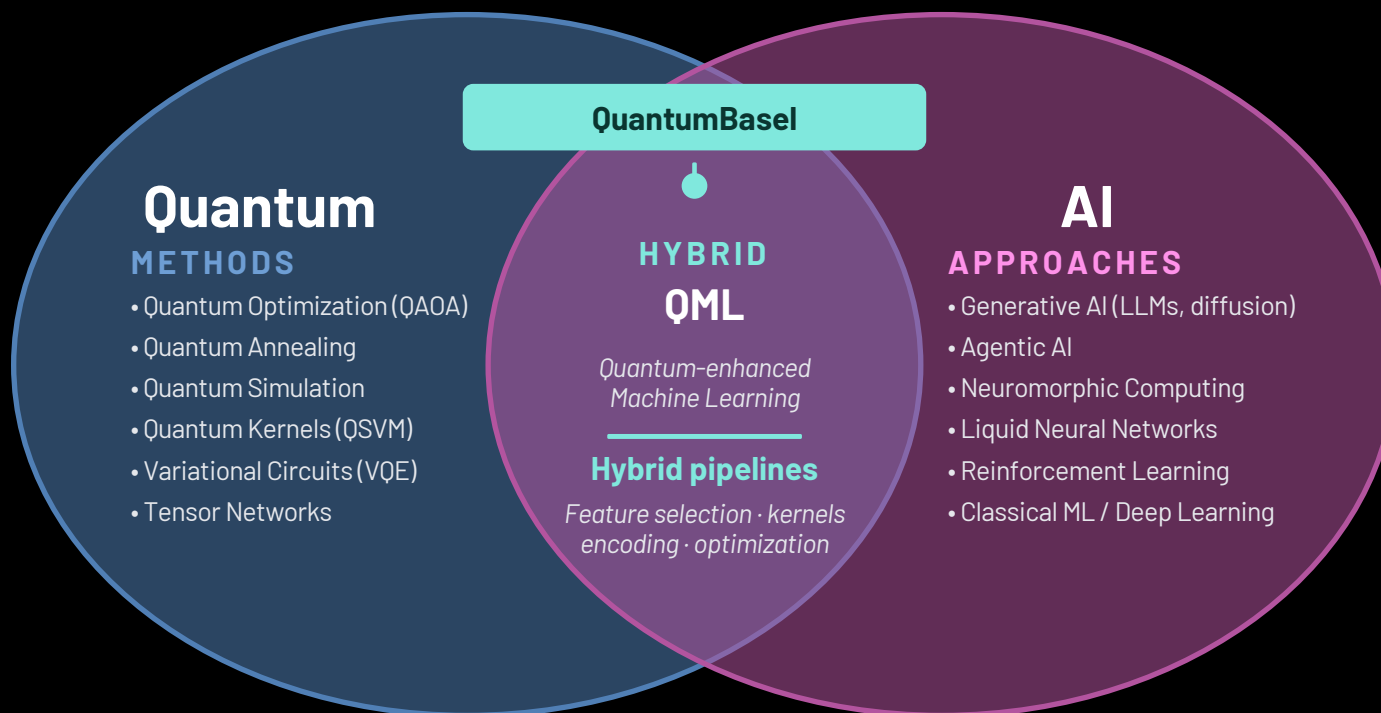 QuantumBasel
Quantum
METHODS
• Quantum Optimization (QAOA)
• Quantum Annealing
• Quantum Simulation
• Quantum Kernels (QSVM)
• Variational Circuits (VQE)
• Tensor Networks
HYBRID
QML
Quantum-enhanced
Machine Learning
Hybrid pipelines
Feature selection · kernels
encoding · optimization
AI
APPROACHES
• Generative AI (LLMs, diffusion)
• Agentic AI
• Neuromorphic Computing
• Liquid Neural Networks
• Reinforcement Learning
• Classical ML / Deep Learning